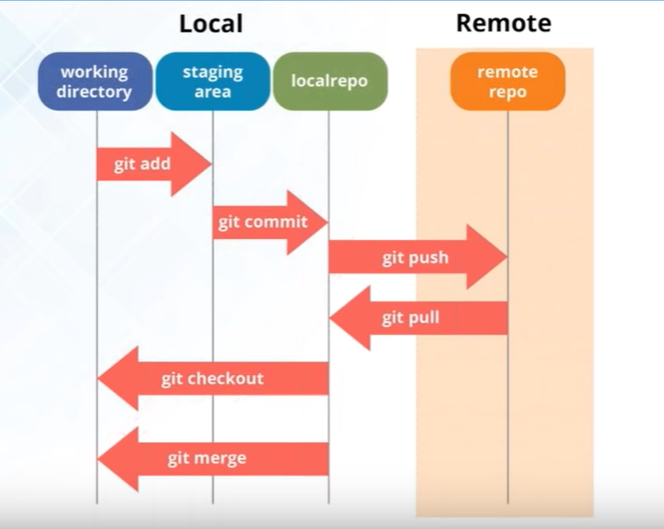 Local
Remote
working
directory
staging
area
localrepo
remote
repo
git add
git commit
git push
git pull
git checkout
git merge